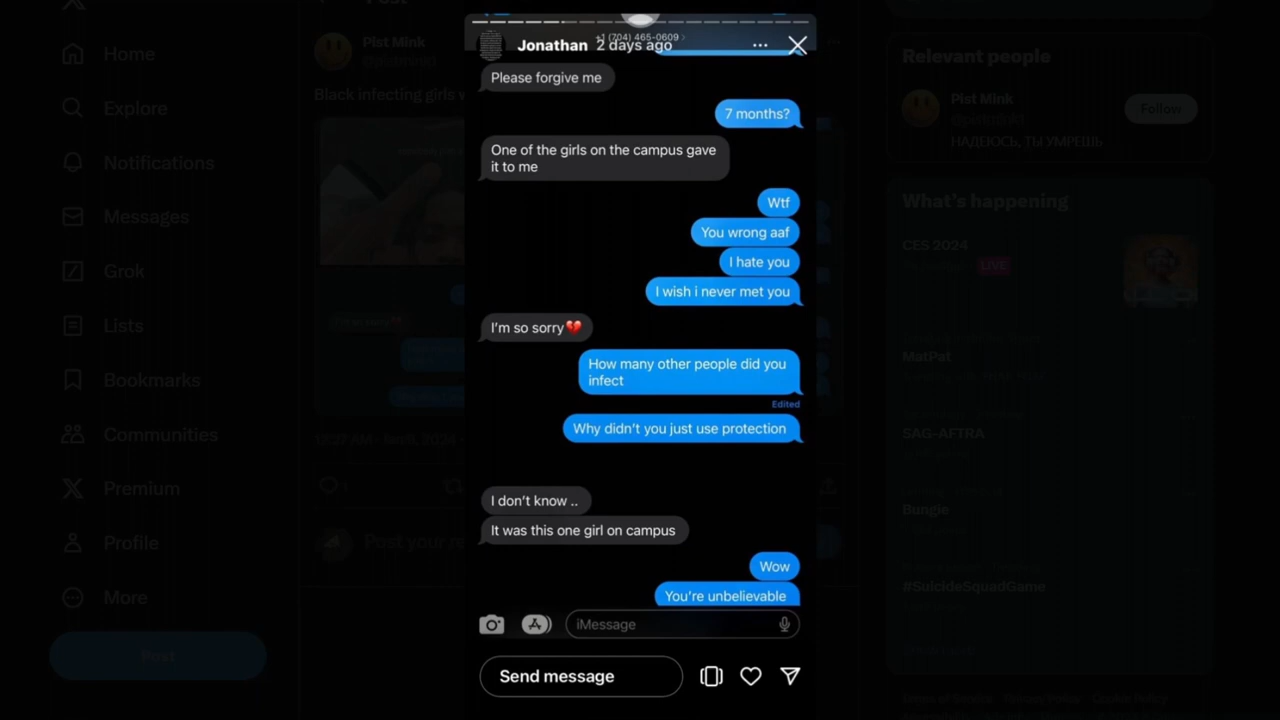 Home
Explore
Notifications
Messages
Grok
Lists
Bookmarks
Communities
Premium
Profile
More
Post
Post
Pist Mink
Black infecting girls
+1 (704) 465-0609 >
Jonathan 2 days ago
Please forgive me
7 months?
One of the girls on the campus gave
it to me
Wtf
You wrong aaf
I hate you
I wish i never met you
I'm so sorry💔
How many other people did you
infect
Edited
Why didn't you just use protection
I don't know ..
It was this one girl on campus
Wow
You're unbelievable
iMessage
Send message
Relevant people
Pist Mink
Follow
НАДЕЮСЬ, ТЫ УМРЕШЬ
What's happening
CES 2024
LIVE
MatPat
SAG-AFTRA
Bungie
#SuicideSquadGame